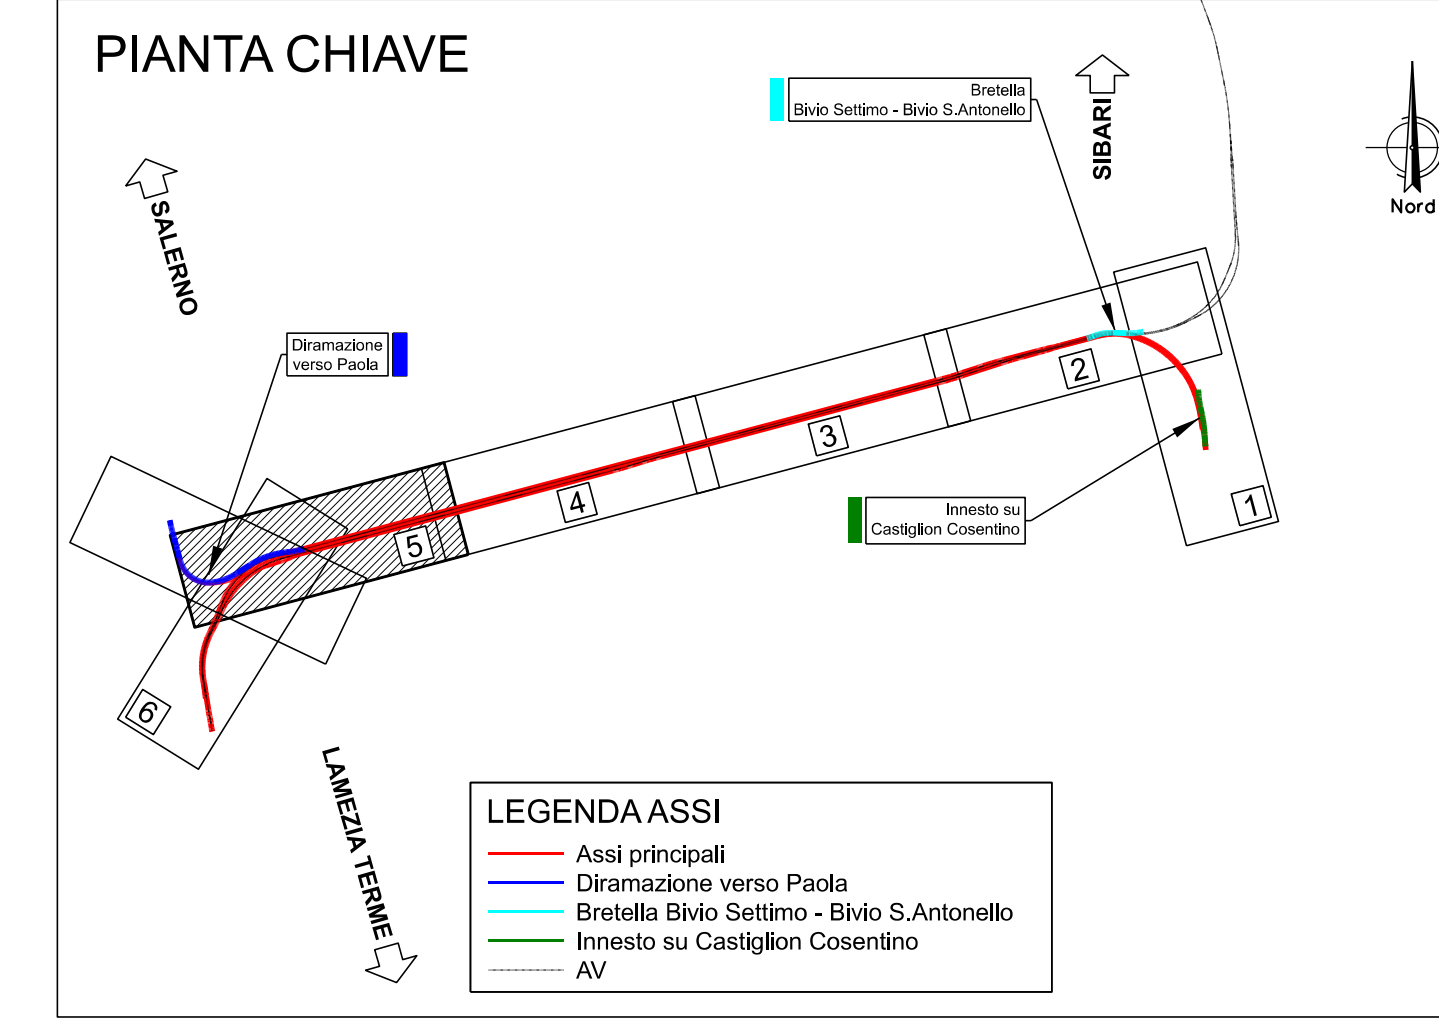 PIANTA CHIAVE
Bretella
Bivio Settimo - Bivio S.Antonello
SIBARI
Nord
SALERNO
Diramazione
verso Paola
2
3
4
5
1
Innesto su
Castiglion Cosentino
6
LAMEZIA TERME
LEGENDA ASSI
Assi principali
Diramazione verso Paola
Bretella Bivio Settimo - Bivio S.Antonello
Innesto su Castiglion Cosentino
AV